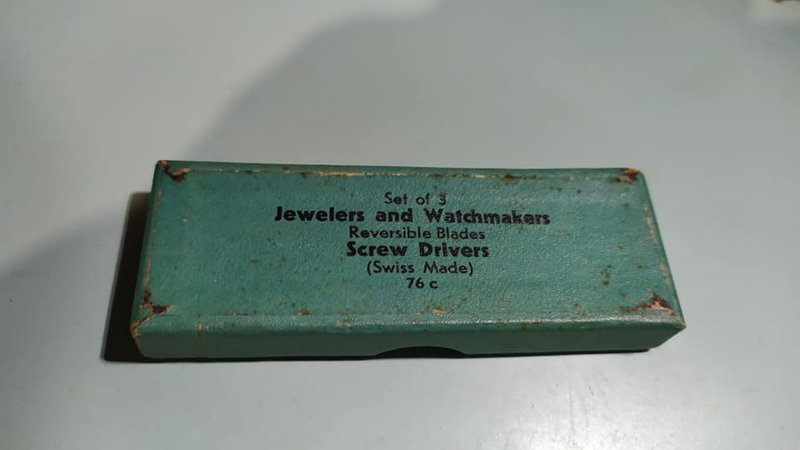 Set of 3
Jewelers and Watchmakers
Reversible Blades
Screw Drivers
(Swiss Made)
76 c